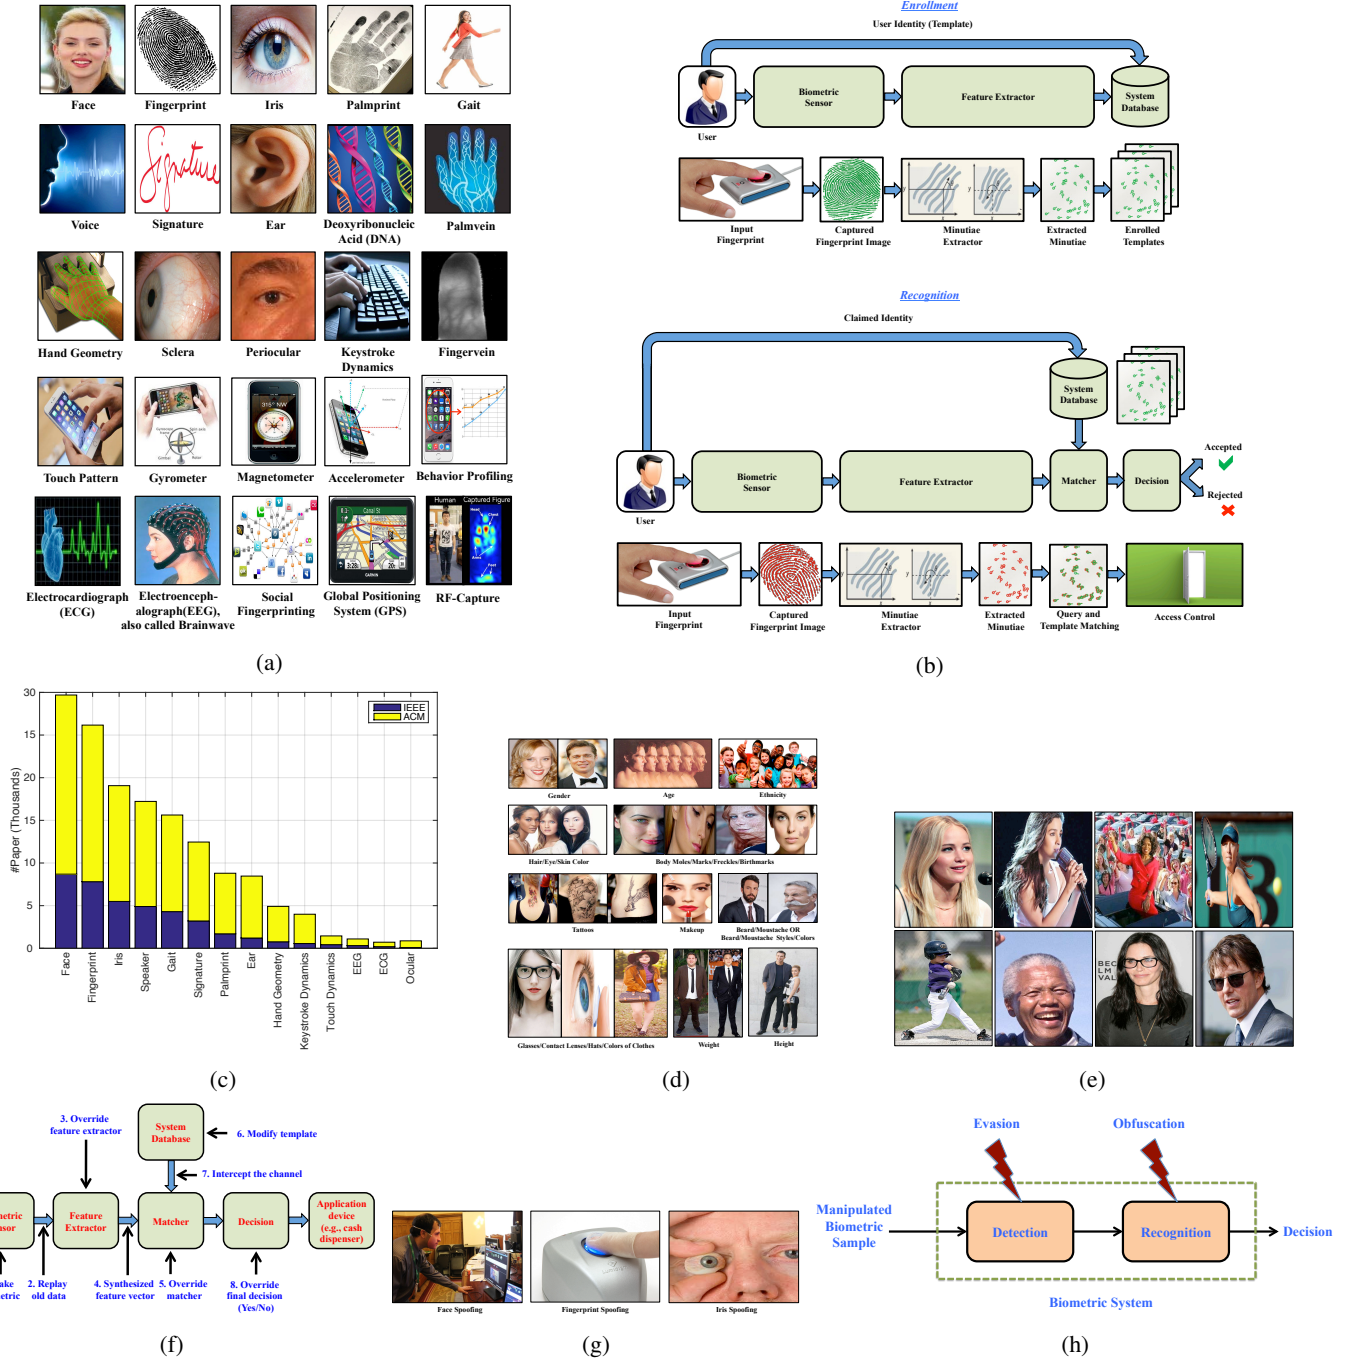 Face Fingerprint Iris Palmprint Gait
Voice Signature Ear Deoxyribonucleic Palmvein
Acid (DNA)
Hand Geometry Sclera Periocular Keystroke Fingervein
Dynamics
Touch Pattern Gyrometer Magnetometer Accelerometer Behavior Profiling
Human Captured Figure
Electrocardiograph Electroenceph- Social Global Positioning RF-Capture
(ECG) alograph(EEG), Fingerprinting System (GPS)
also called Brainwave
(a)
Enrollment
User Identity (Template)
Biometric
Sensor
Feature Extractor
System
Database
User
Input
Fingerprint
Captured
Fingerprint Image
Minutiae
Extractor
Extracted
Minutiae
Enrolled
Templates
Recognition
Claimed Identity
System
Database
Biometric
Sensor
Feature Extractor
Matcher
Decision
Accepted
Rejected
User
Input
Fingerprint
Captured
Fingerprint Image
Minutiae
Extractor
Extracted
Minutiae
Query and
Template Matching
Access Control
(b)
#Paper (Thousands)
30
15
20
15
10
5
0
IEEE
ACM
Face
Fingerprint
Iris
Speaker
Gait
Signature
Palmprint
Ear
Hand Geometry
Keystroke Dynamics
Touch Dynamics
EEG
ECG
Ocular
(c)
Gender Age Ethnicity
Hair/Eye/Skin Color Body Moles/Marks/Freckles/Birthmarks
Tattoos Makeup Beard/Moustache OR
Beard/Moustache Styles/Colors
Glasses/Contact Lenses/Hats/Colors of Clothes Weight Height
(d)
(e)
3. Override
feature extractor
System
Database
6. Modify template
7. Intercept the channel
metric
nsor
Feature
Extractor
Matcher
Decision
Application
device
(e.g., cash
dispenser)
ake
metric
2. Replay
old data
4. Synthesized
feature vector
5. Override
matcher
8. Override
final decision
(Yes/No)
(f)
Face Spoofing Fingerprint Spoofing Iris Spoofing
(g)
Evasion Obfuscation
Manipulated
Biometric
Sample
Detection
Recognition
Decision
Biometric System
(h)